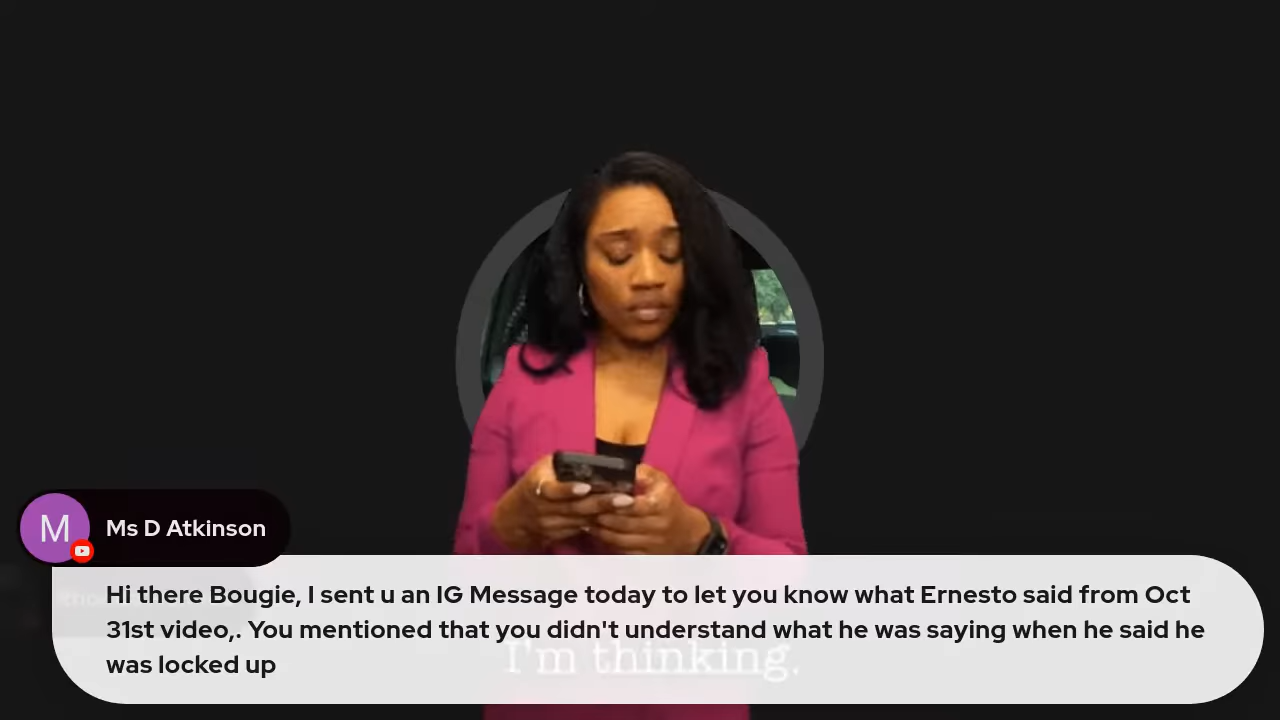 M
Ms D Atkinson
Hi there Bougie, I sent u an IG Message today to let you know what Ernesto said from Oct
31st video,. You mentioned that you didn't understand what he was saying when he said he
was locked up
I'm thinking.